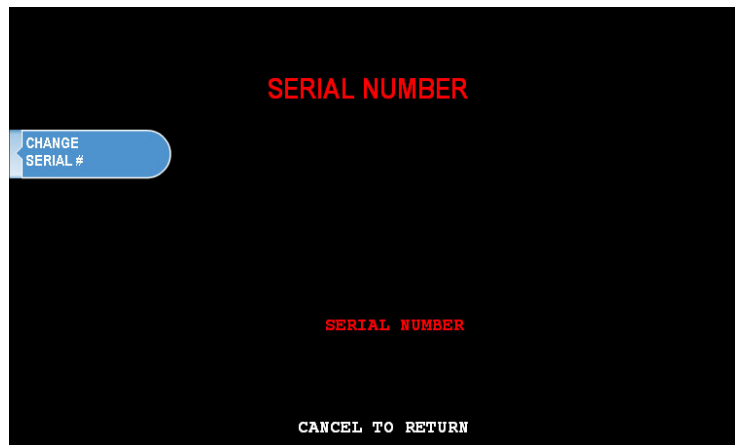 SERIAL NUMBER
CHANGE
SERIAL #
SERIAL NUMBER
CANCEL TO RETURN